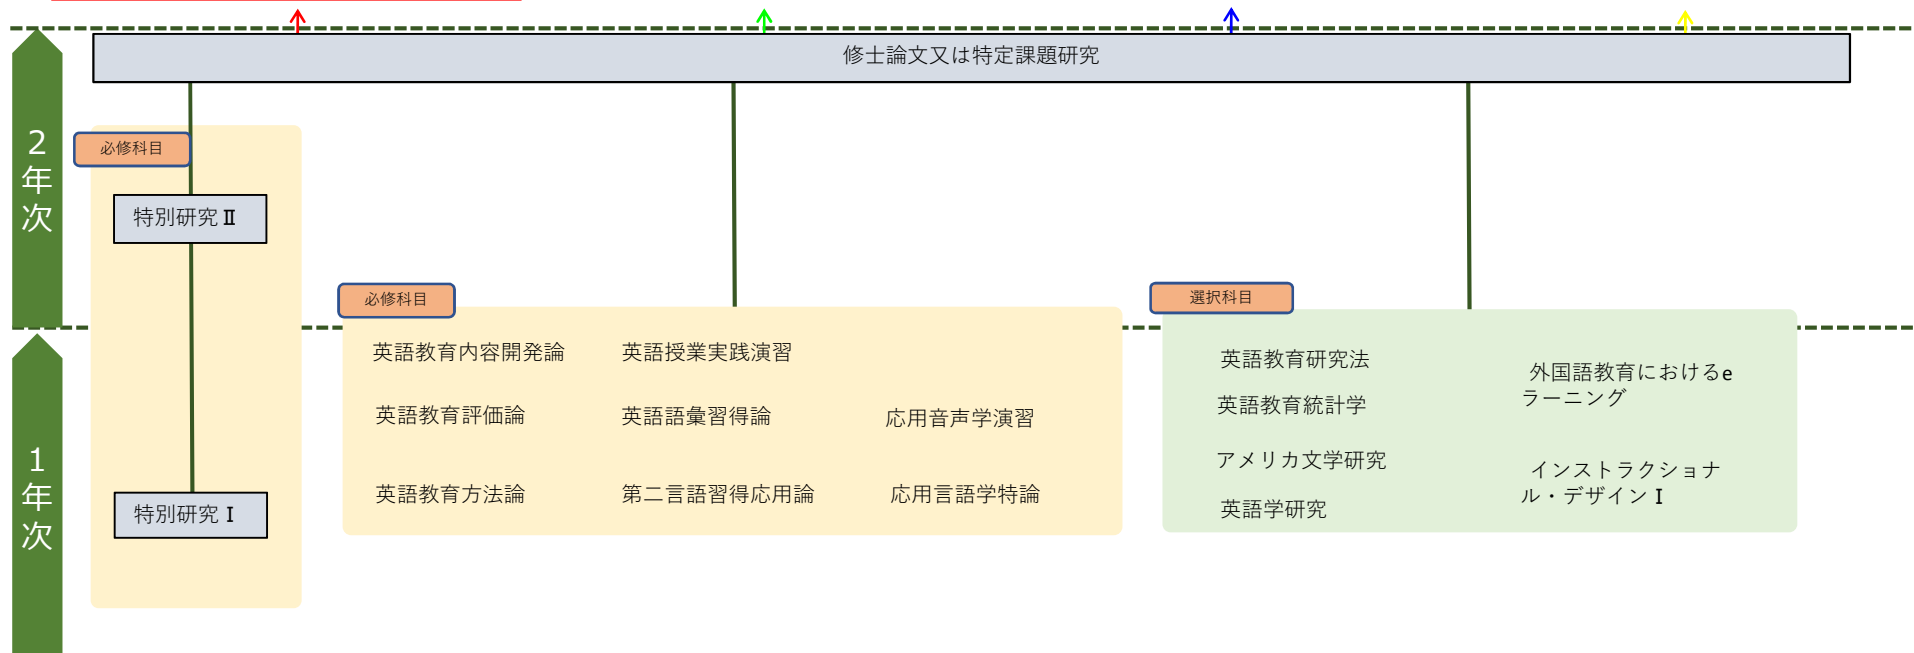 修士論文又は特定課題研究
2年次
必修科目
特別研究Ⅱ
必修科目
選択科目
英語教育内容開発論
英語授業実践演習
英語教育研究法
外国語教育におけるe
ラーニング
英語教育評価論
英語語彙習得論
応用音声学演習
英語教育統計学
1年次
アメリカ文学研究
インストラクショナ
ル・デザインⅠ
英語教育方法論
第二言語習得応用論
応用言語学特論
英語学研究
特別研究Ⅰ